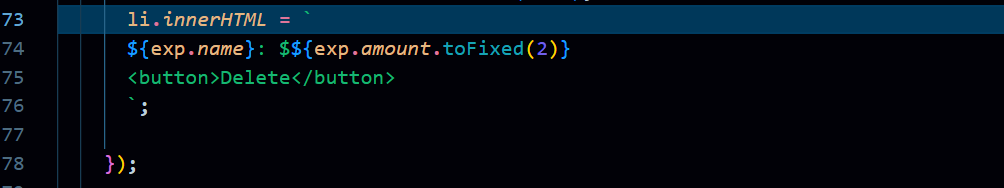 73 li.innerHTML = `
74 ${exp.name}: $${exp.amount.toFixed(2)}
75 <button>Delete</button>
76 `;
77
78 });